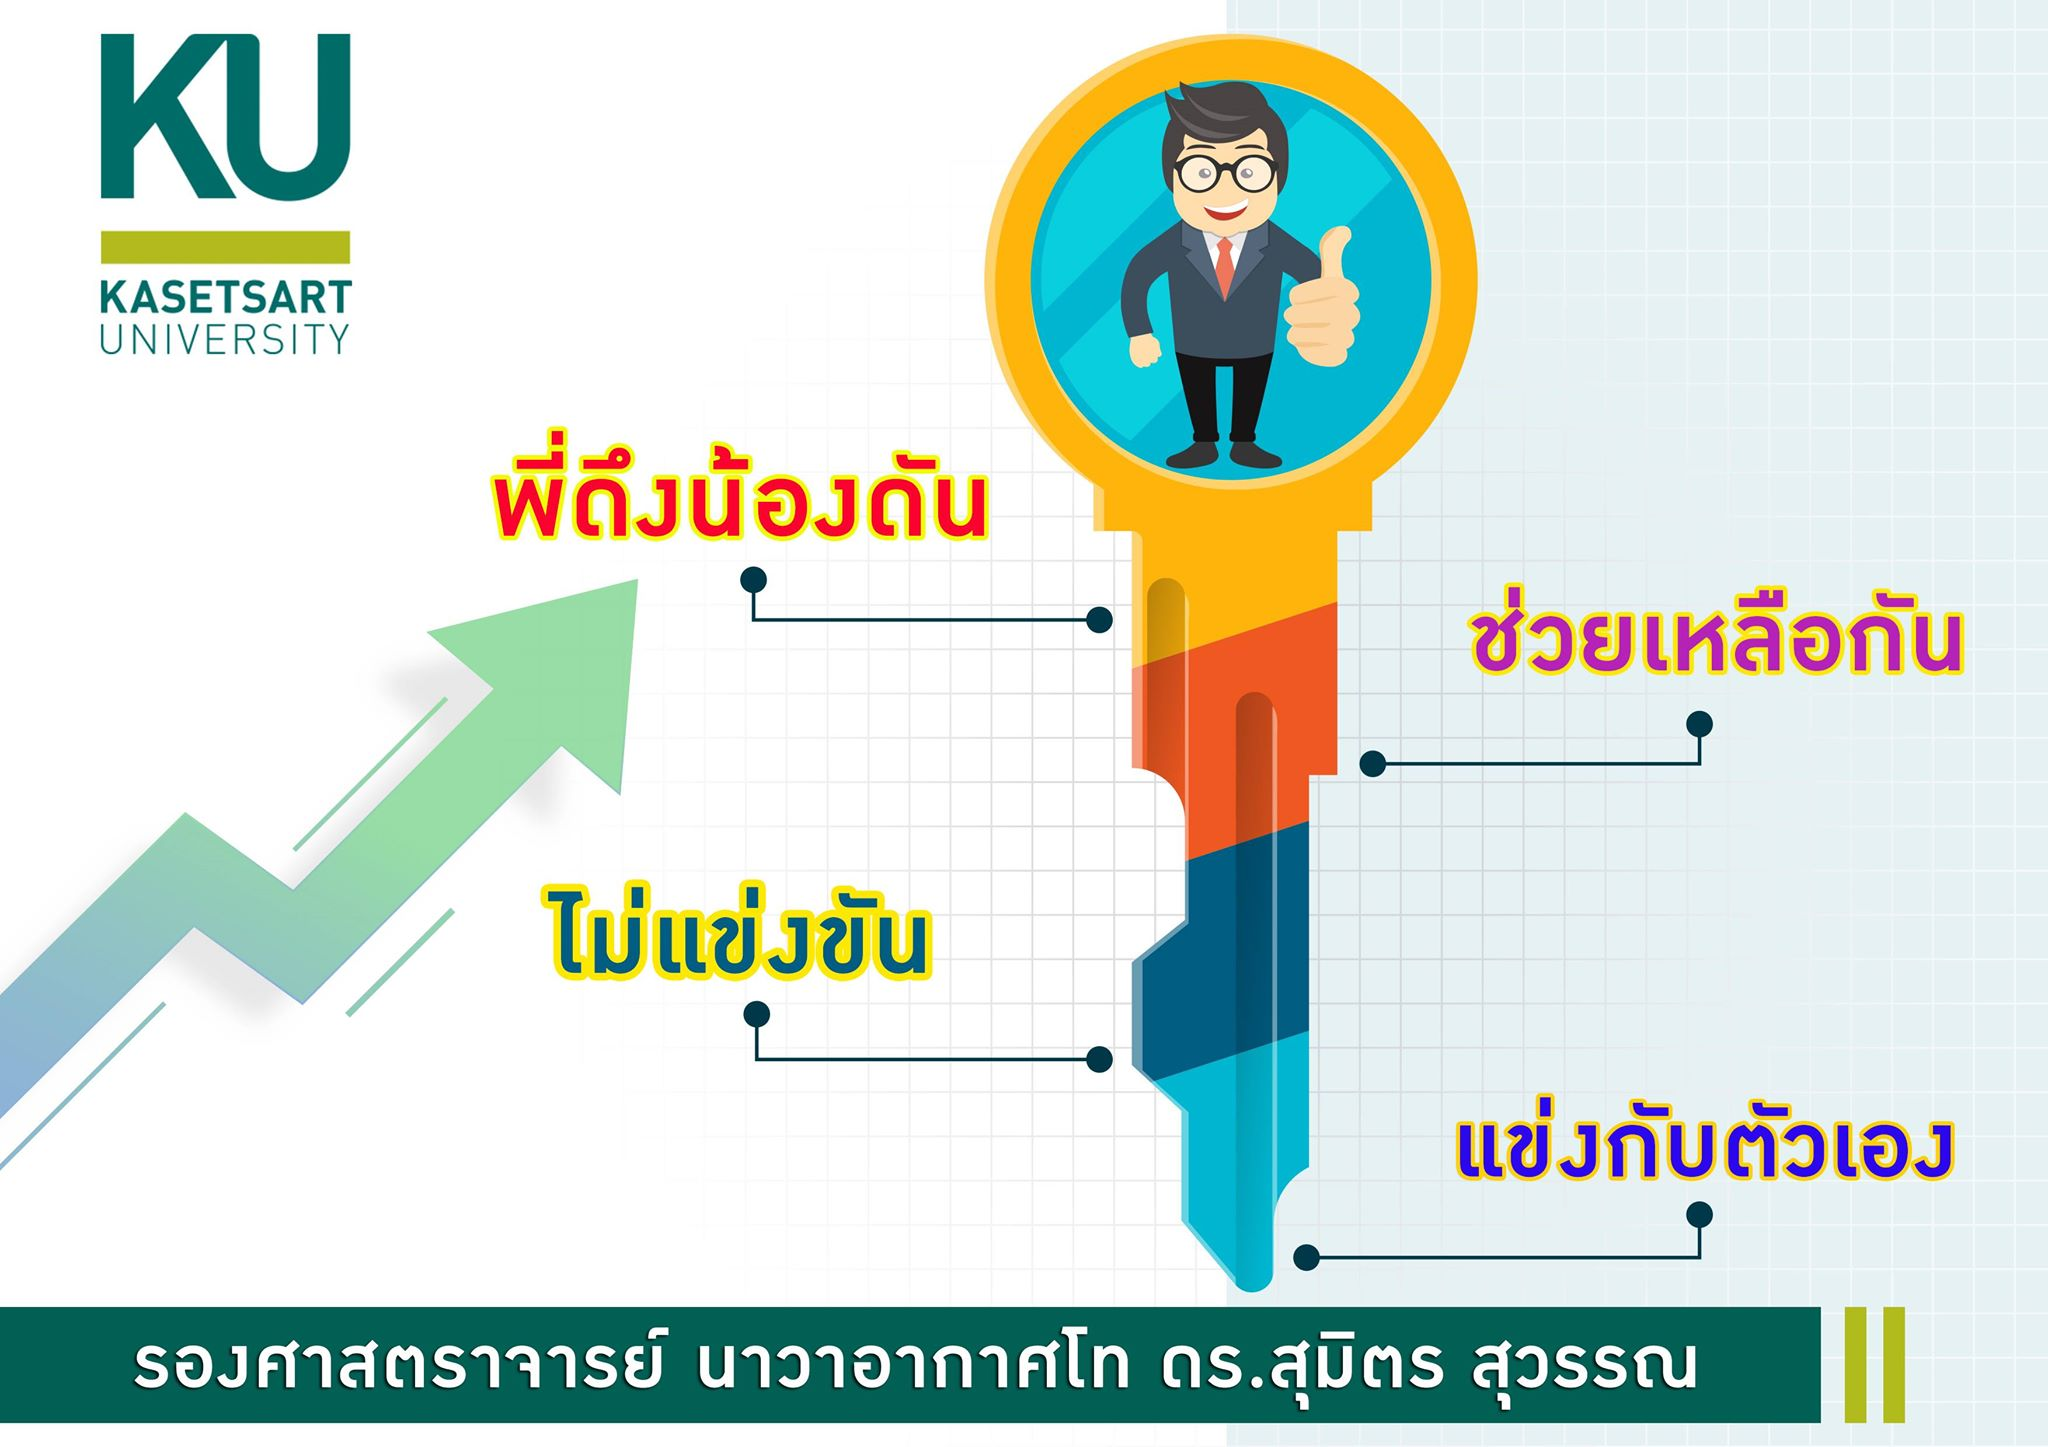 KU
KASETSART
UNIVERSITY
พี่ดึงน้องดัน
ช่วยเหลือกัน
ไม่แข่งขัน
แข่งกับตัวเอง
รองศาสตราจารย์ นาวาอากาศโท ดร.สุมิตร สุวรรณ